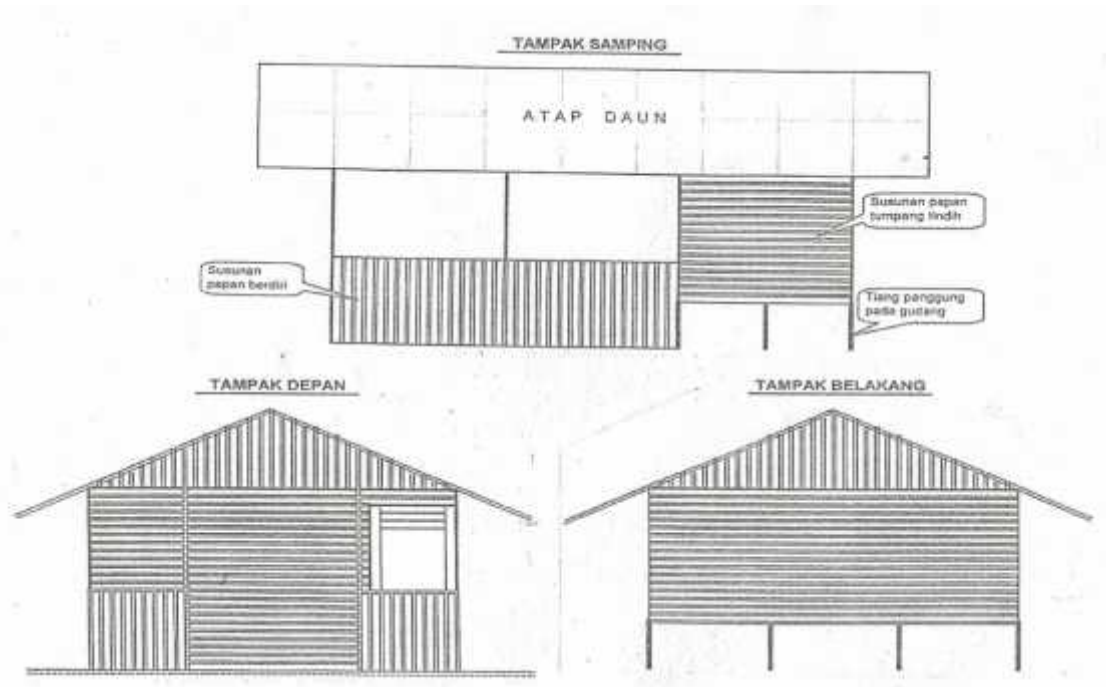 TAMPAK SAMPING
ATAP DAUN
Susunan papan
tumpang tindih
Susunan
papan berdiri
Tiang panggung
pada gudang
TAMPAK DEPAN
TAMPAK BELAKANG